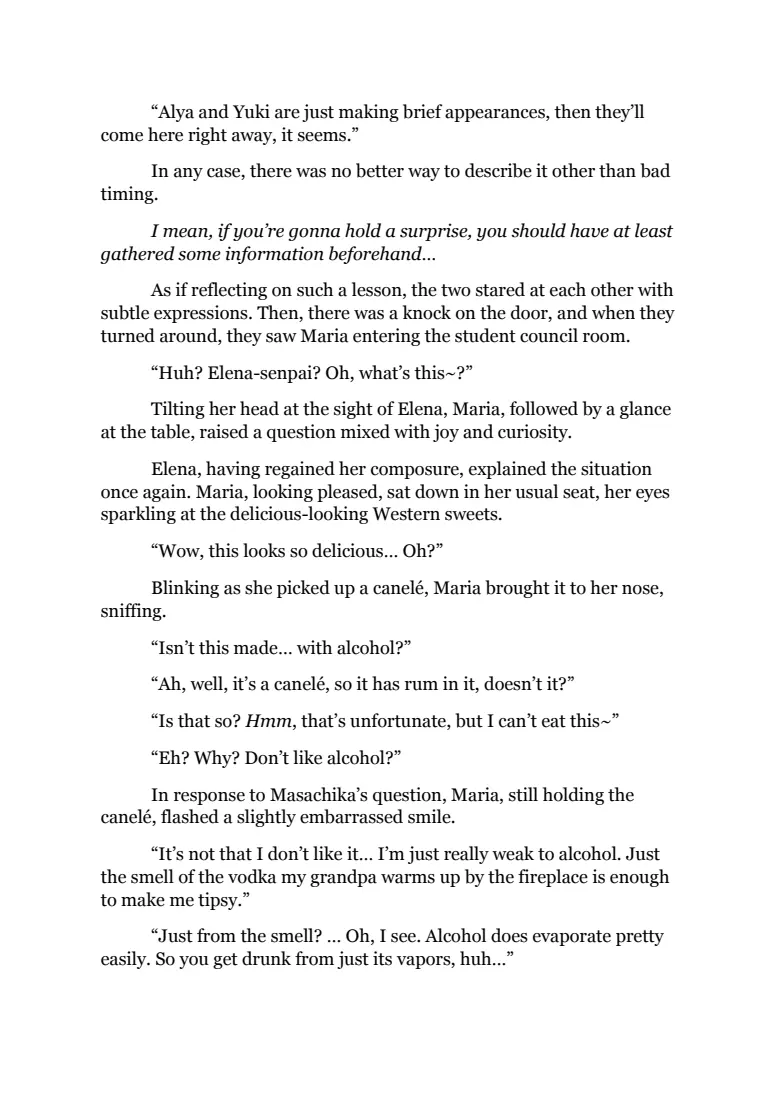 “Alya and Yuki are just making brief appearances, then they’ll
come here right away, it seems.”
In any case, there was no better way to describe it other than bad
timing.
I mean, if you’re gonna hold a surprise, you should have at least
gathered some information beforehand…
As if reflecting on such a lesson, the two stared at each other with
subtle expressions. Then, there was a knock on the door, and when they
turned around, they saw Maria entering the student council room.
“Huh? Elena-senpai? Oh, what’s this~?”
Tilting her head at the sight of Elena, Maria, followed by a glance
at the table, raised a question mixed with joy and curiosity.
Elena, having regained her composure, explained the situation
once again. Maria, looking pleased, sat down in her usual seat, her eyes
sparkling at the delicious-looking Western sweets.
“Wow, this looks so delicious… Oh?”
Blinking as she picked up a canelé, Maria brought it to her nose,
sniffing.
“Isn’t this made… with alcohol?”
“Ah, well, it’s a canelé, so it has rum in it, doesn’t it?”
“Is that so? Hmm, that’s unfortunate, but I can’t eat this~”
“Eh? Why? Don’t like alcohol?”
In response to Masachika’s question, Maria, still holding the
canelé, flashed a slightly embarrassed smile.
“It’s not that I don’t like it… I’m just really weak to alcohol. Just
the smell of the vodka my grandpa warms up by the fireplace is enough
to make me tipsy.”
“Just from the smell? … Oh, I see. Alcohol does evaporate pretty
easily. So you get drunk from just its vapors, huh…”